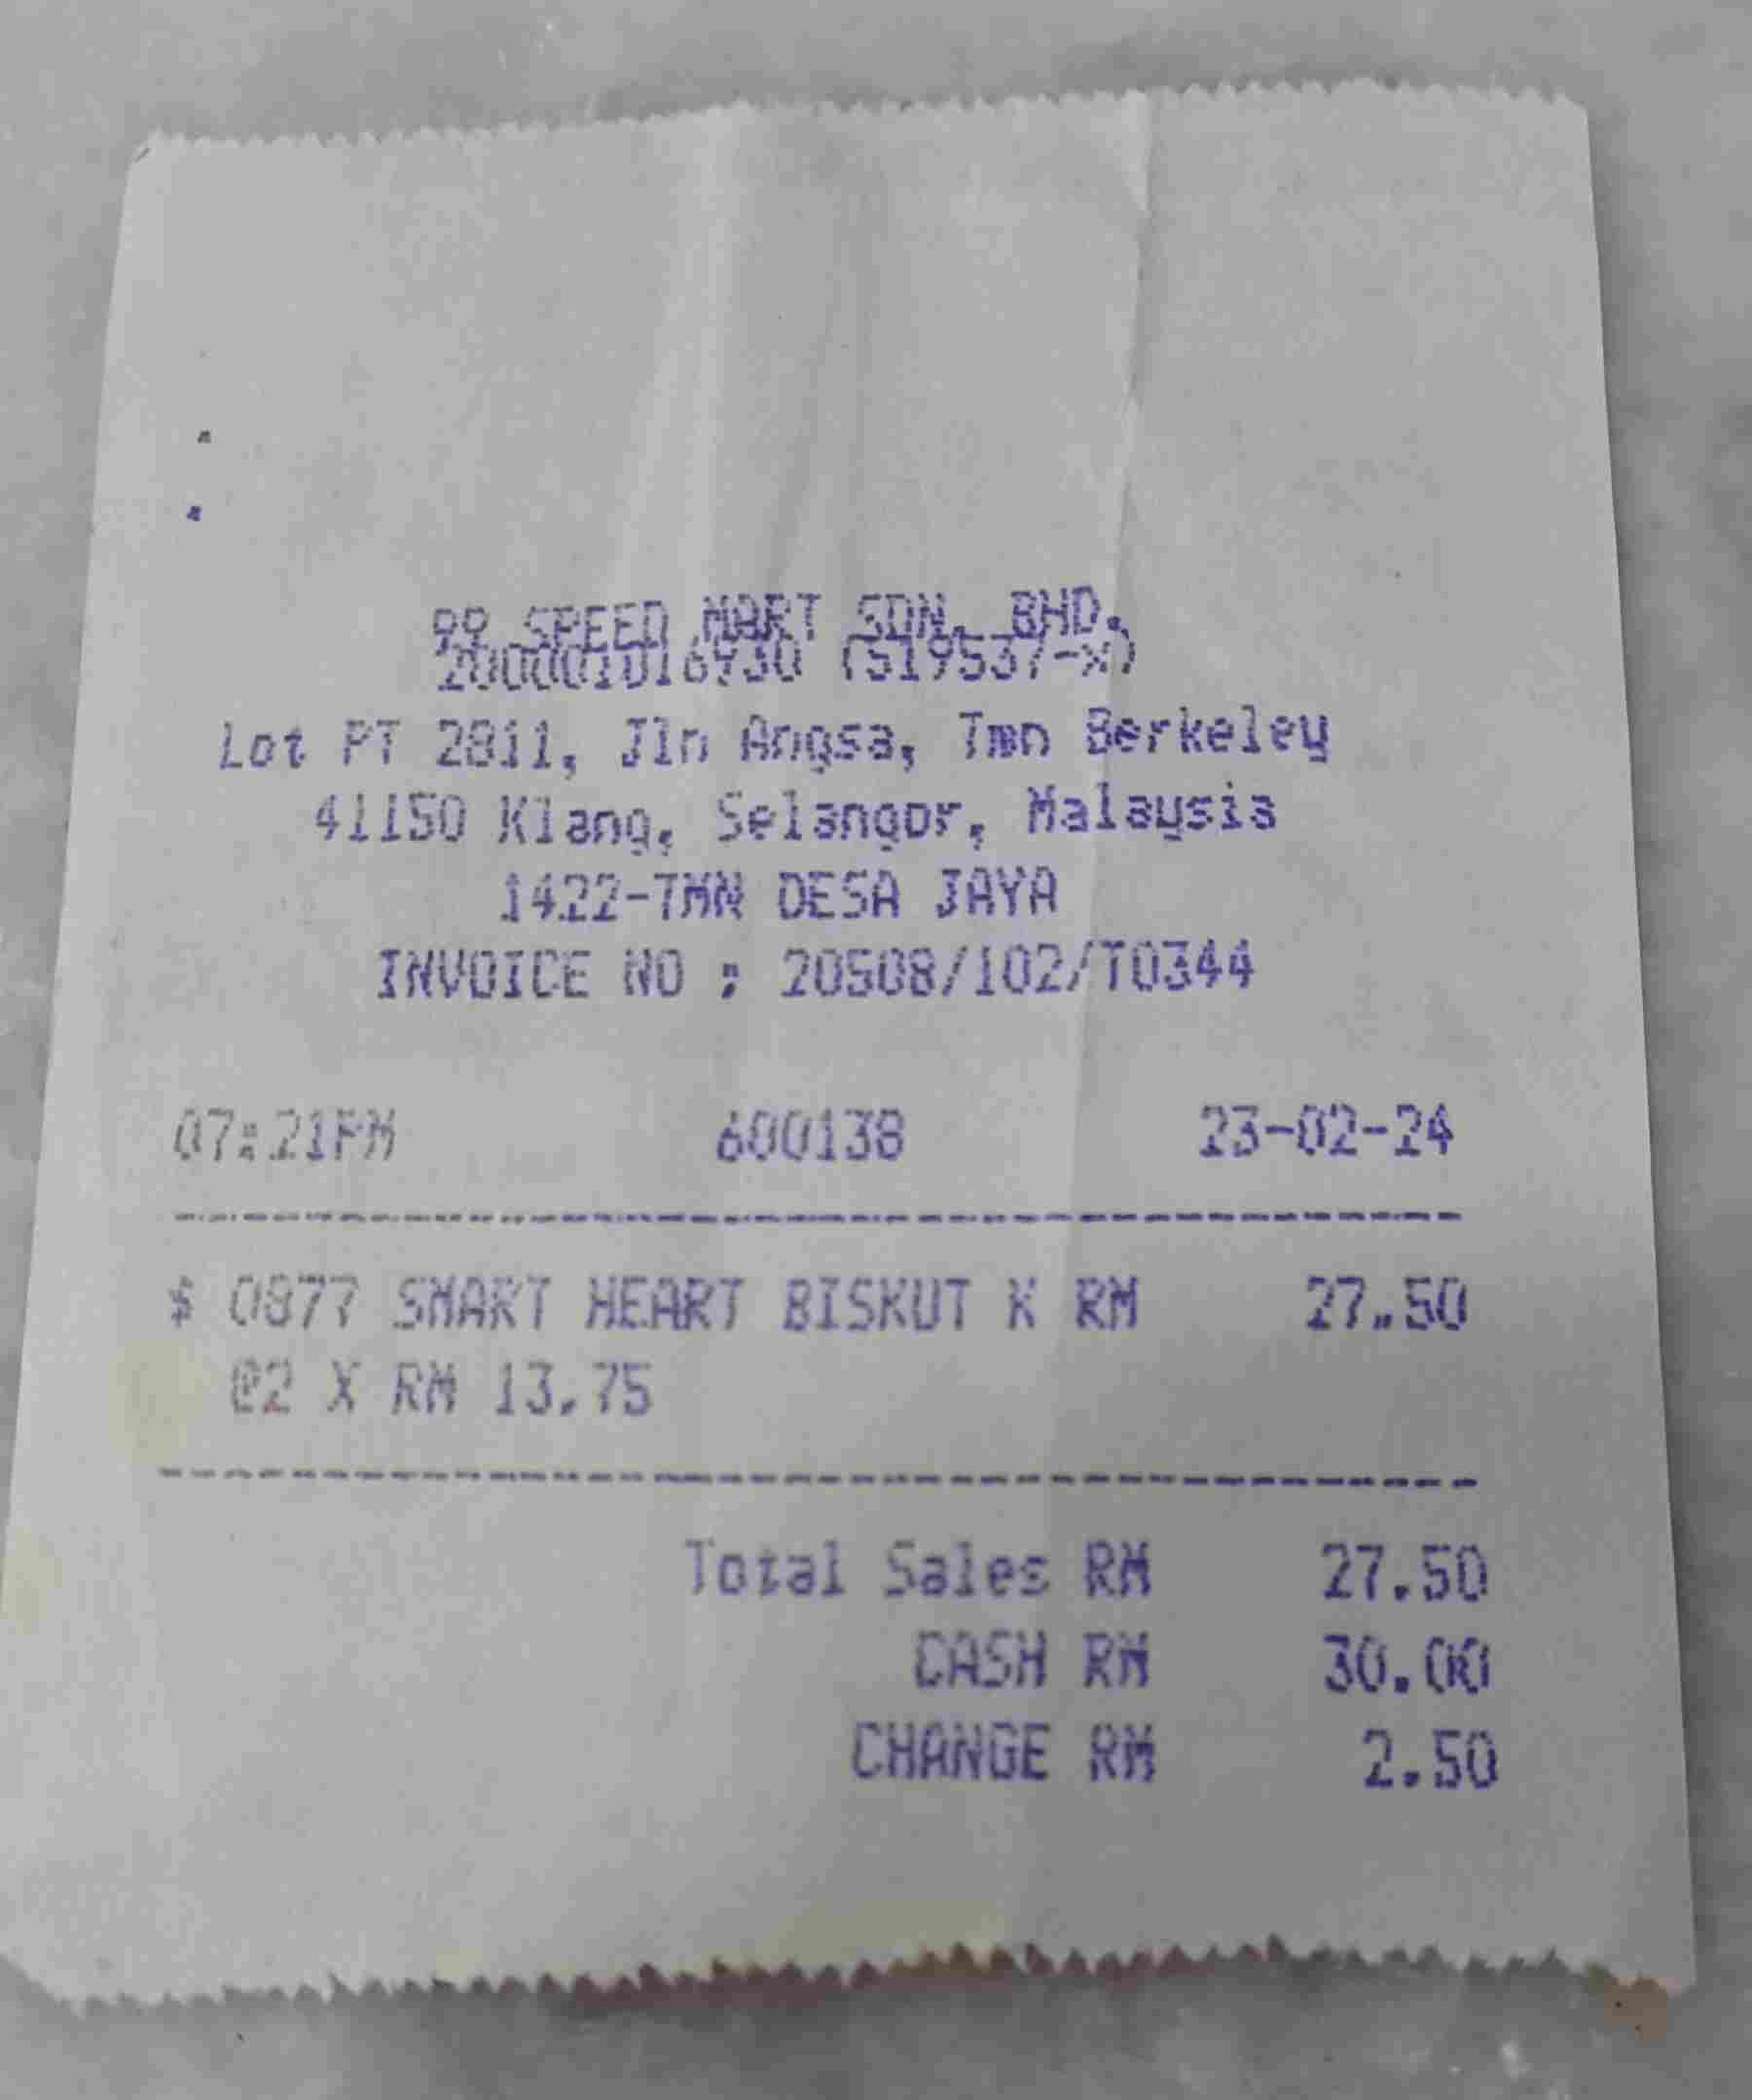 99 SPEED MART SDN. BHD.
200001016930 (519537-X)
Lot PT 2811, Jln Angsa, Tmn Berkeley
41150 Klang, Selangor, Malaysia
1422-TMN DESA JAYA
INVOICE NO : 20508/102/T0344
07:21PM 600138 23-02-24
$ 0877 SMART HEART BISKUT K RM 27.50
@2 X RM 13.75
Total Sales RM 27.50
CASH RM 30.00
CHANGE RM 2.50